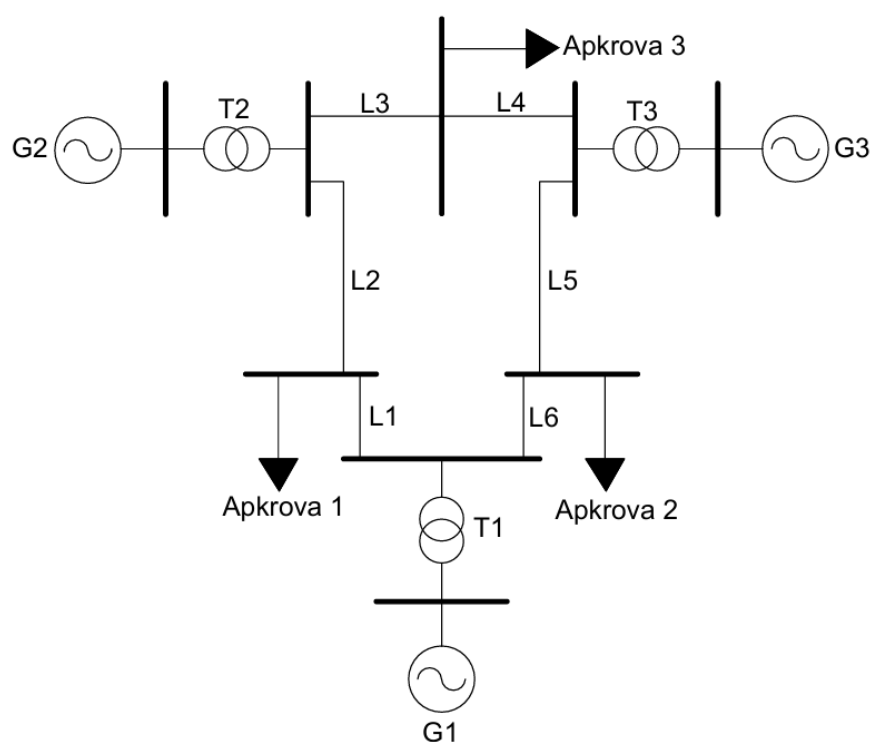 Apkrova 3
L3
L4
T2
T3
G2
G3
L2
L5
L1
L6
Apkrova 1
Apkrova 2
T1
G1